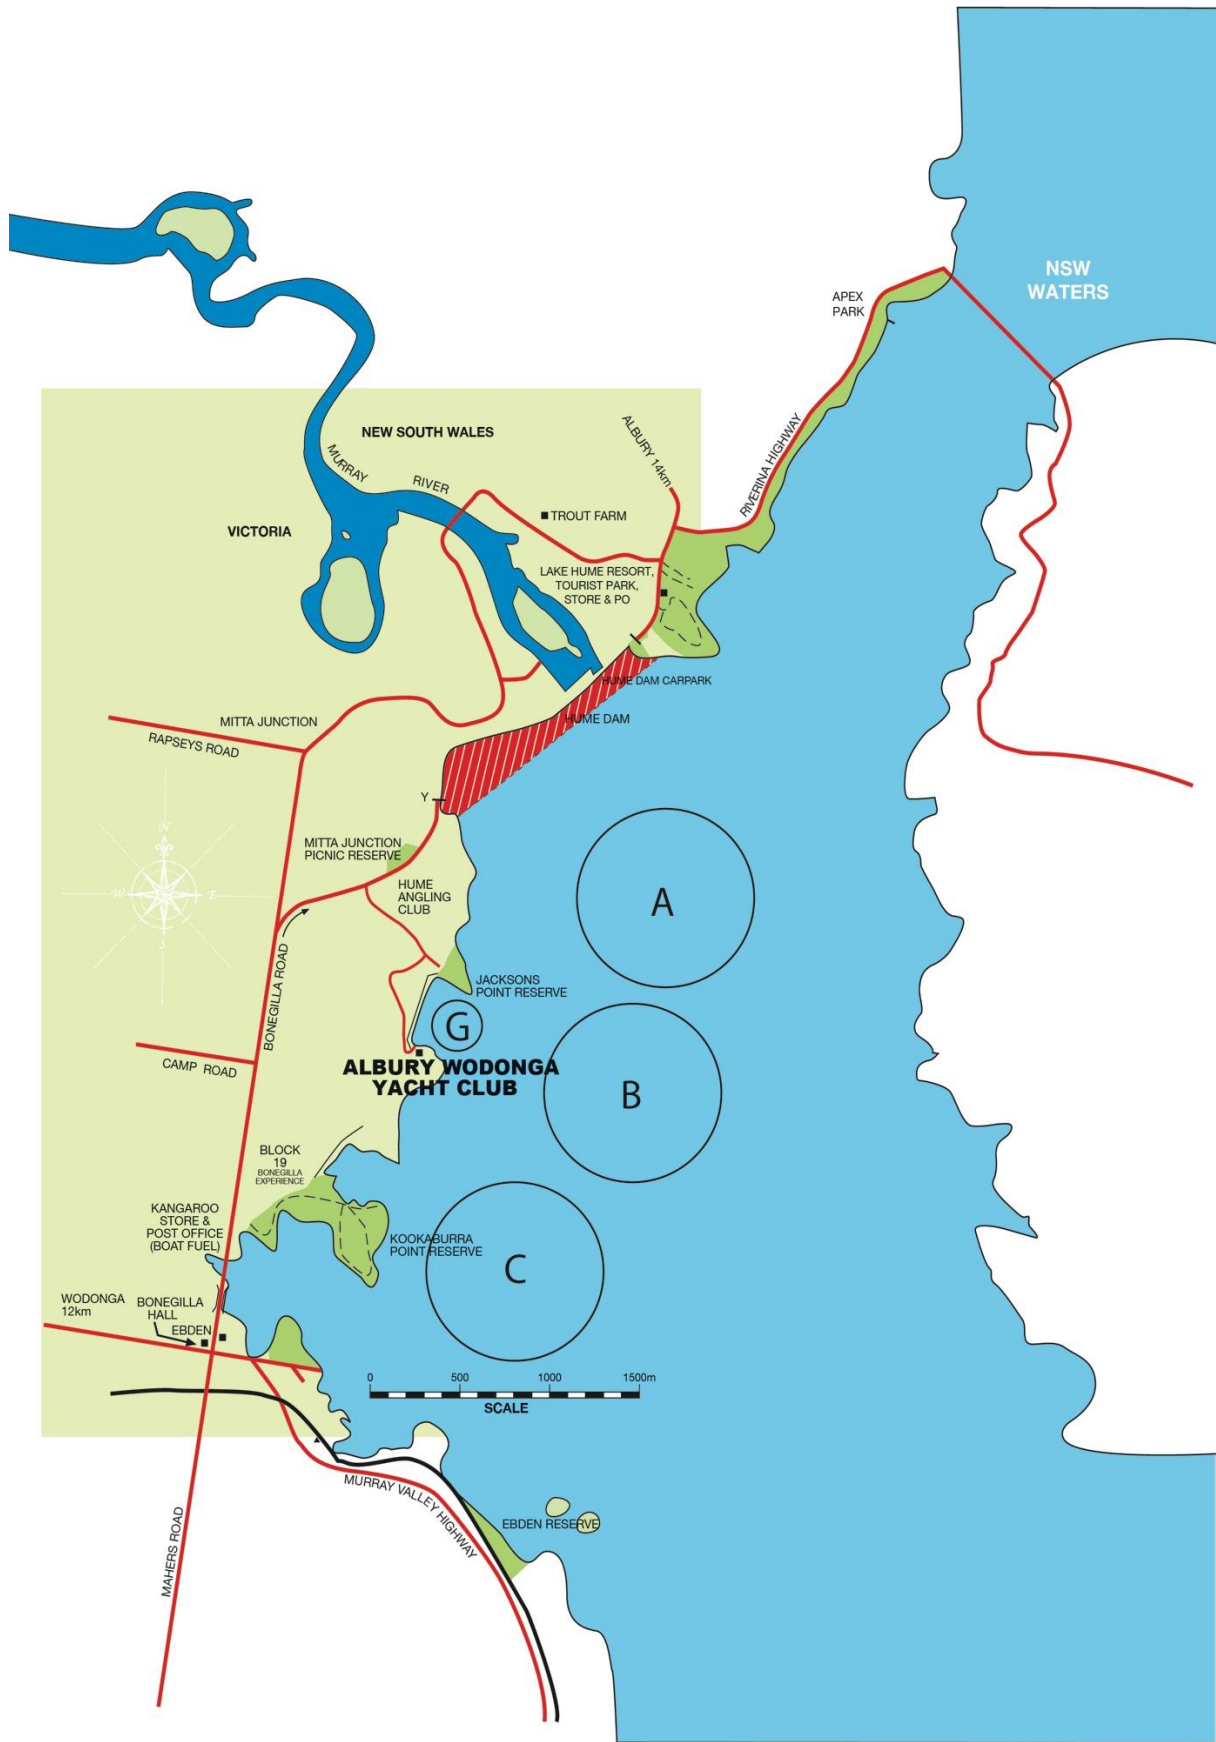 NSW
WATERS
APEX
PARK
NEW SOUTH WALES
ALBURY 14km
RIVERINA HIGHWAY
MURRAY
RIVER
TROUT FARM
VICTORIA
LAKE HUME RESORT,
TOURIST PARK,
STORE & PO
HUME DAM CARPARK
HUME DAM
MITTA JUNCTION
RAPSEYS ROAD
Y
N
W
E
S
MITTA JUNCTION
PICNIC RESERVE
HUME
ANGLING
CLUB
A
BONEGILLA ROAD
JACKSONS
POINT RESERVE
G
CAMP ROAD
ALBURY WODONGA
YACHT CLUB
B
BLOCK
19
BONEGILLA
EXPERIENCE
KANGAROO
STORE &
POST OFFICE
(BOAT FUEL)
KOOKABURRA
POINT RESERVE
C
WODONGA
12km
BONEGILLA
HALL
EBDEN
0 500 1000 1500m
SCALE
MURRAY VALLEY HIGHWAY
EBDEN RESERVE
MAHERS ROAD